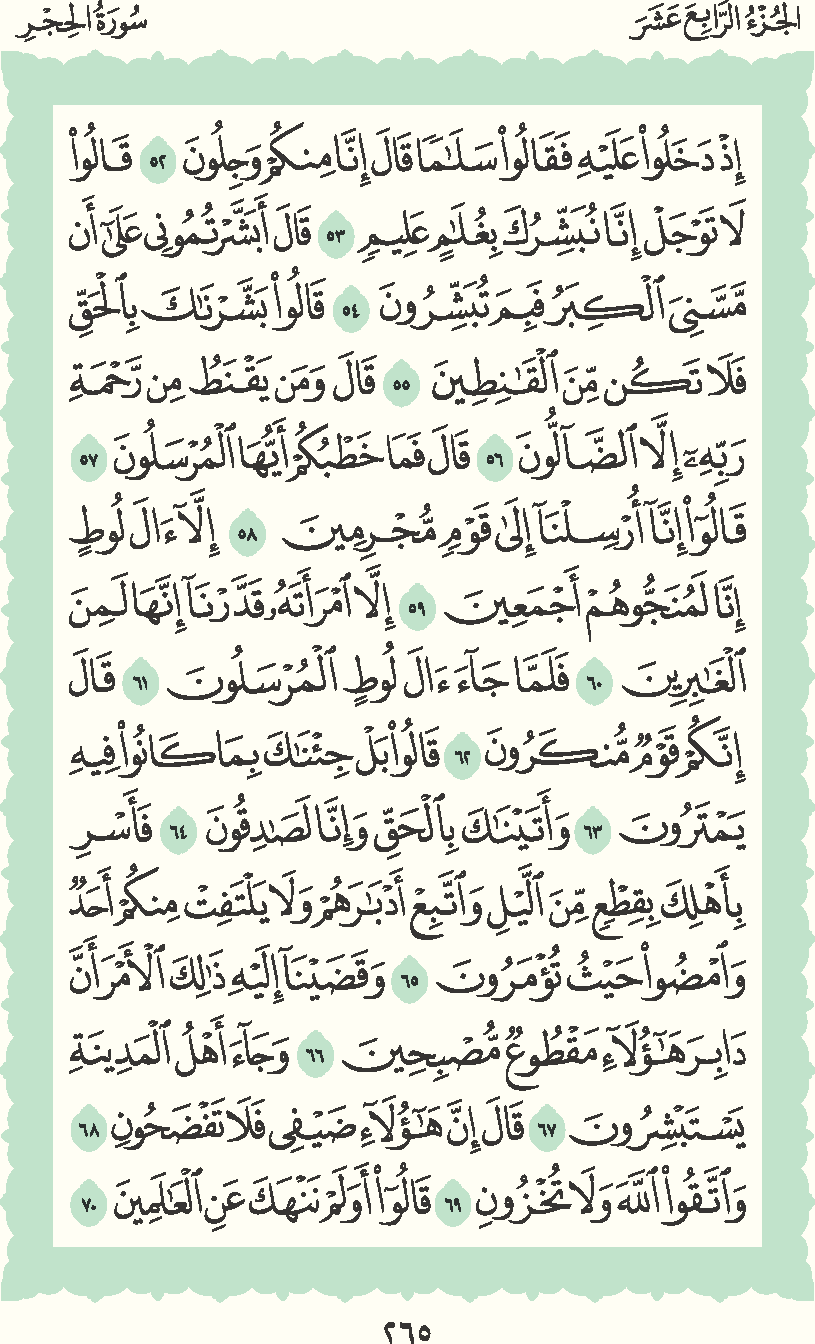 الجُزْءُ الرَّابِعَ عَشَرَ سُورَةُ الحِجْرِ
إِذْ دَخَلُوا۟ عَلَيْهِ فَقَالُوا۟ سَلَـٰمًا قَالَ إِنَّا مِنكُمْ وَجِلُونَ ٥٢ قَالُوا۟
لَا تَوْجَلْ إِنَّا نُبَشِّرُكَ بِغُلَـٰمٍ عَلِيمٍ ٥٣ قَالَ أَبَشَّرْتُمُونِى عَلَىٰٓ أَن
مَّسَّنِىَ ٱلْكِبَرُ فَبِمَ تُبَشِّرُونَ ٥٤ قَالُوا۟ بَشَّرْنَـٰكَ بِٱلْحَقِّ
فَلَا تَكُن مِّنَ ٱلْقَـٰنِطِينَ ٥٥ قَالَ وَمَن يَقْنَطُ مِن رَّحْمَةِ
رَبِّهِۦٓ إِلَّا ٱلضَّآلُّونَ ٥٦ قَالَ فَمَا خَطْبُكُمْ أَيُّهَا ٱلْمُرْسَلُونَ ٥٧
قَالُوٓا۟ إِنَّآ أُرْسِلْنَآ إِلَىٰ قَوْمٍ مُّجْرِمِينَ ٥٨ إِلَّآ ءَالَ لُوطٍ
إِنَّا لَمُنَجُّوهُمْ أَجْمَعِينَ ٥٩ إِلَّا ٱمْرَأَتَهُۥ قَدَّرْنَآ إِنَّهَا لَمِنَ
ٱلْغَـٰبِرِينَ ٦٠ فَلَمَّا جَآءَ ءَالَ لُوطٍ ٱلْمُرْسَلُونَ ٦١ قَالَ
إِنَّكُمْ قَوْمٌ مُّنكَرُونَ ٦٢ قَالُوا۟ بَلْ جِئْنَـٰكَ بِمَا كَانُوا۟ فِيهِ
يَمْتَرُونَ ٦٣ وَأَتَيْنَـٰكَ بِٱلْحَقِّ وَإِنَّا لَصَـٰدِقُونَ ٦٤ فَأَسْرِ
بِأَهْلِكَ بِقِطْعٍ مِّنَ ٱلَّيْلِ وَٱتَّبِعْ أَدْبَـٰرَهُمْ وَلَا يَلْتَفِتْ مِنكُمْ أَحَدٌ
وَٱمْضُوا۟ حَيْثُ تُؤْمَرُونَ ٦٥ وَقَضَيْنَآ إِلَيْهِ ذَٰلِكَ ٱلْأَمْرَ أَنَّ
دَابِرَ هَـٰٓؤُلَآءِ مَقْطُوعٌ مُّصْبِحِينَ ٦٦ وَجَآءَ أَهْلُ ٱلْمَدِينَةِ
يَسْتَبْشِرُونَ ٦٧ قَالَ إِنَّ هَـٰٓؤُلَآءِ ضَيْفِى فَلَا تَفْضَحُونِ ٦٨
وَٱتَّقُوا۟ ٱللَّهَ وَلَا تُخْزُونِ ٦٩ قَالُوٓا۟ أَوَلَمْ نَنْهَكَ عَنِ ٱلْعَـٰلَمِينَ ٧٠
٢٦٥